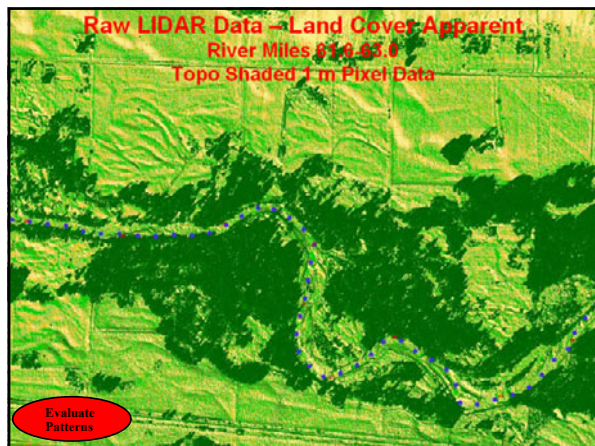 Raw LIDAR Data – Land Cover Apparent
River Miles 61.6-63.0
Topo Shaded 1 m Pixel Data
Evaluate
Patterns